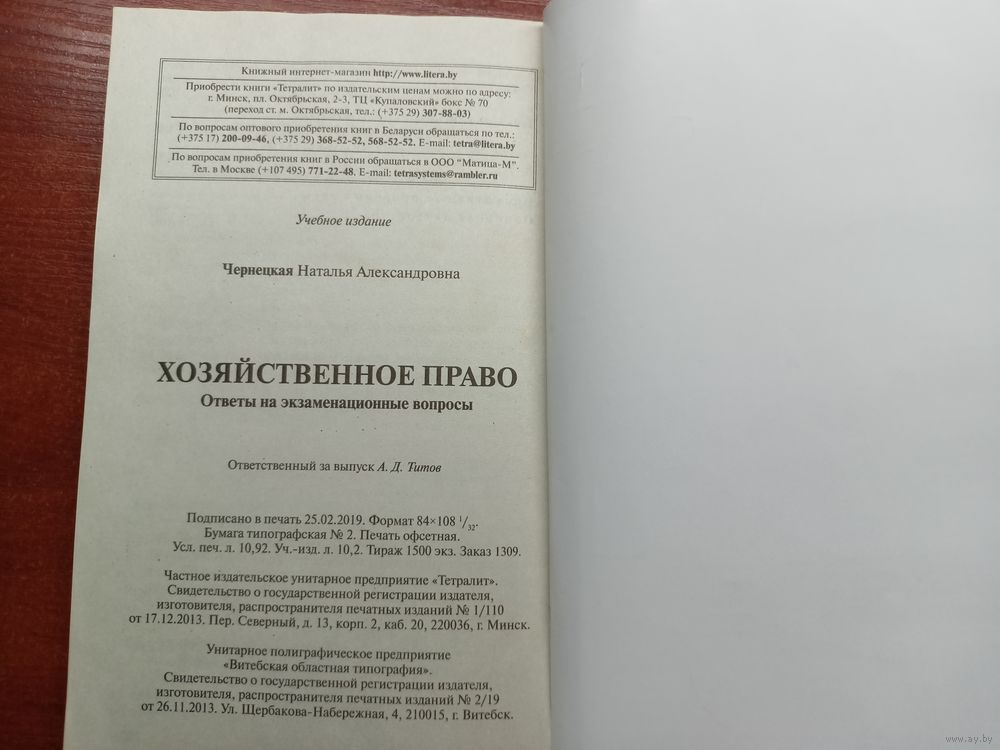 Книжный интернет-магазин http://www.litera.by
Приобрести книги «Тетралит» по издательским ценам можно по адресу:
г. Минск, пл. Октябрьская, 2-3, ТЦ «Купаловский» бокс № 70
(переход ст. м. Октябрьская, тел.: (+375 29) 307-88-03)
По вопросам оптового приобретения книг в Беларуси обращаться по тел.:
(+375 17) 200-09-46, (+375 29) 368-52-52, 568-52-52. E-mail: tetra@litera.by
По вопросам приобретения книг в России обращаться в ООО "Матица-М".
Тел. в Москве (+107 495) 771-22-48. E-mail: tetrasystems@rambler.ru
Учебное издание
Чернецкая Наталья Александровна
ХОЗЯЙСТВЕННОЕ ПРАВО
Ответы на экзаменационные вопросы
Ответственный за выпуск А. Д. Титов
Подписано в печать 25.02.2019. Формат 84×108 1/32.
Бумага типографская № 2. Печать офсетная.
Усл. печ. л. 10,92. Уч.-изд. л. 10,2. Тираж 1500 экз. Заказ 1309.
Частное издательское унитарное предприятие «Тетралит».
Свидетельство о государственной регистрации издателя,
изготовителя, распространителя печатных изданий № 1/110
от 17.12.2013. Пер. Северный, д. 13, корп. 2, каб. 20, 220036, г. Минск.
Унитарное полиграфическое предприятие
«Витебская областная типография».
Свидетельство о государственной регистрации издателя,
изготовителя, распространителя печатных изданий № 2/19
от 26.11.2013. Ул. Щербакова-Набережная, 4, 210015, г. Витебск.
www.ay.by